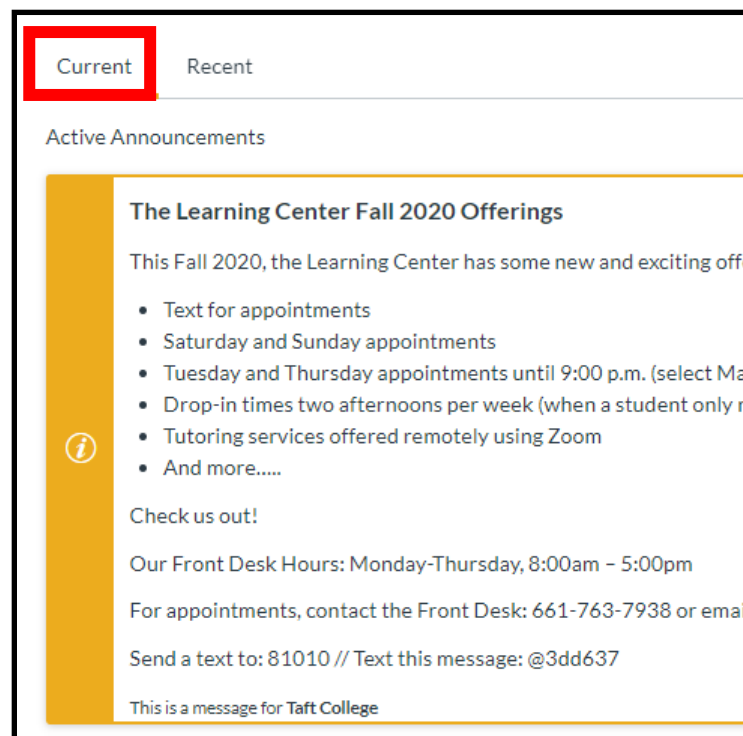 Current Recent
Active Announcements
The Learning Center Fall 2020 Offerings
This Fall 2020, the Learning Center has some new and exciting
• Text for appointments
• Saturday and Sunday appointments
• Tuesday and Thursday appointments until 9:00 p.m. (select
• Drop-in times two afternoons per week (when a student only
• Tutoring services offered remotely using Zoom
• And more.....
Check us out!
Our Front Desk Hours: Monday-Thursday, 8:00am – 5:00pm
For appointments, contact the Front Desk: 661-763-7938 or
Send a text to: 81010 // Text this message: @3dd637
This is a message for Taft College